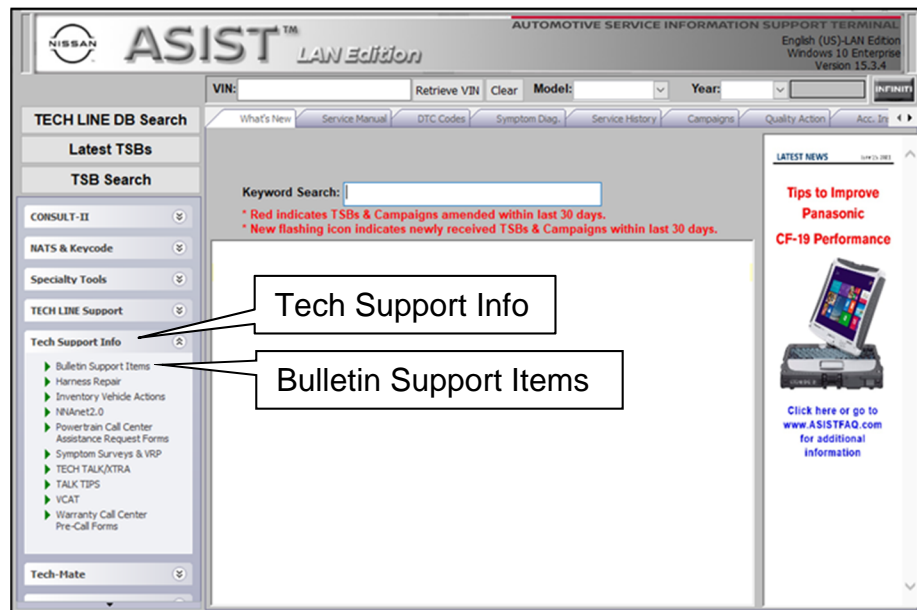 AUTOMOTIVE SERVICE INFORMATION SUPPORT TERMINAL
NISSAN
ASIST™
LAN Edition
English (US)-LAN Edition
Windows 10 Enterprise
Version 15.3.4
VIN:
Retrieve VIN
Clear
Model:
Year:
INFINITI
TECH LINE DB Search
Latest TSBs
TSB Search
What's New
Service Manual
DTC Codes
Symptom Diag.
Service History
Campaigns
Quality Action
Acc. In
Keyword Search:
* Red indicates TSBs & Campaigns amended within last 30 days.
* New flashing icon indicates newly received TSBs & Campaigns within last 30 days.
CONSULT-II
NATS & Keycode
Specialty Tools
TECH LINE Support
Tech Support Info
Bulletin Support Items
Harness Repair
Inventory Vehicle Actions
NNAnet2.0
Powertrain Call Center
Assistance Request Forms
Symptom Surveys & VRP
TECH TALK/XTRA
TALK TIPS
VCAT
Warranty Call Center
Pre-Call Forms
Tech-Mate
Tech Support Info
Bulletin Support Items
LATEST NEWS
Tips to Improve
Panasonic
CF-19 Performance
Click here or go to
www.ASISTFAQ.com
for additional
information